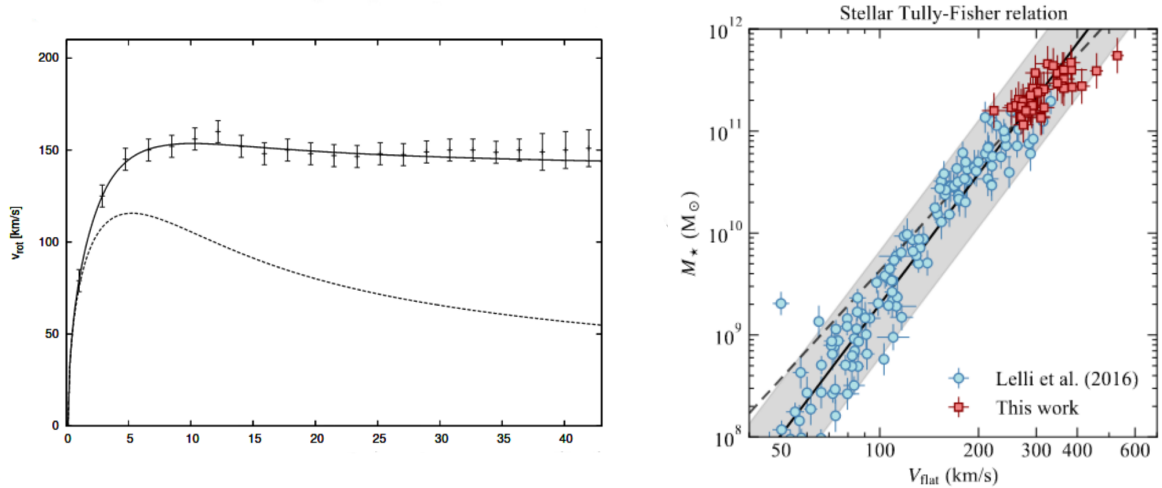 200
150
100
50
0
v_rot [km/s]
0 5 10 15 20 25 30 35 40
Stellar Tully-Fisher relation
10^12
10^11
10^10
10^9
10^8
M⋆ (M⊙)
Lelli et al. (2016)
This work
50 100 200 300 400 600
V_flat (km/s)